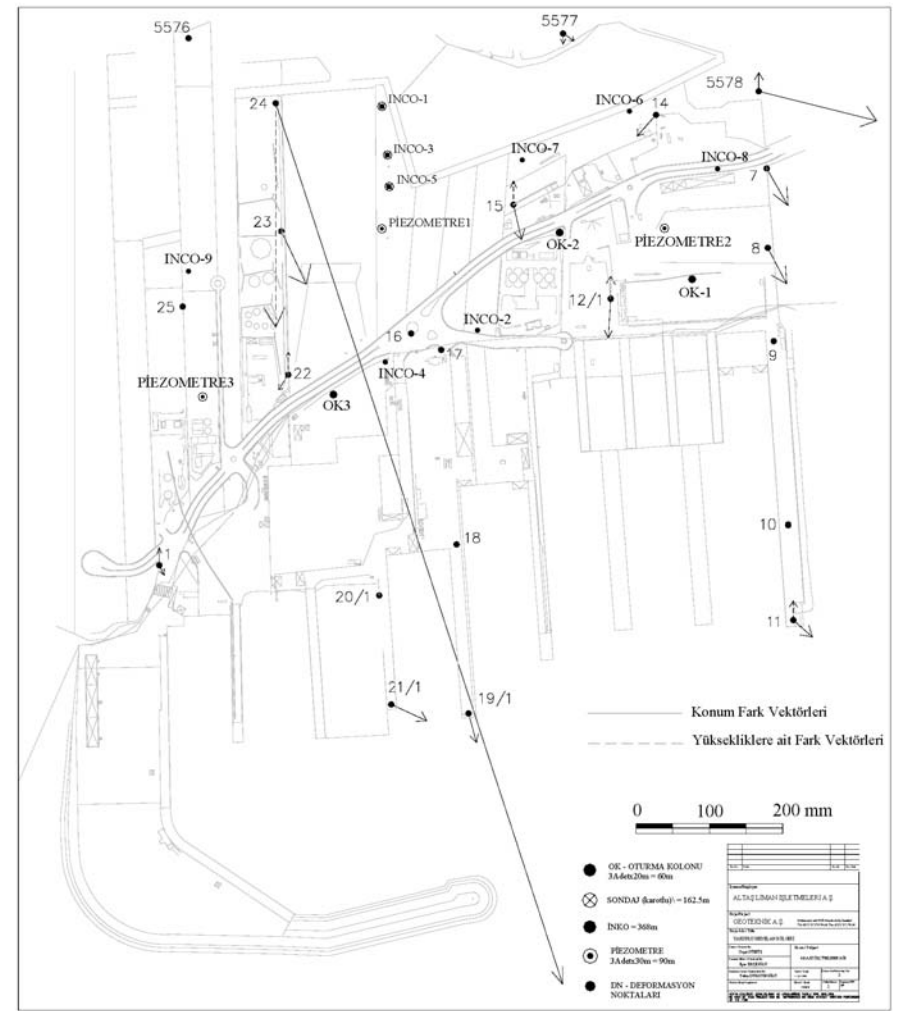 5576
5577
5578
24
INCO-1
INCO-6
14
INCO-3
INCO-7
INCO-8
7
INCO-5
15
23
PİEZOMETRE1
OK-2
PİEZOMETRE2
8
INCO-9
OK-1
25
12/1
16
INCO-2
17
9
INCO-4
22
PİEZOMETRE3
OK3
10
18
1
20/1
11
21/1
19/1
Konum Fark Vektörleri
Yüksekliklere ait Fark Vektörleri
0 100 200 mm
OK - OTURMA KOLONU
3Adetx20m = 60m
SONDAJ (karotlu)\ = 162.5m
İNKO = 368m
PİEZOMETRE
3Adetx30m = 90m
DN - DEFORMASYON
NOKTALARI
ALTAŞ LİMAN İŞLETMELERİ A.Ş.
GEOTEKNİK A.Ş.